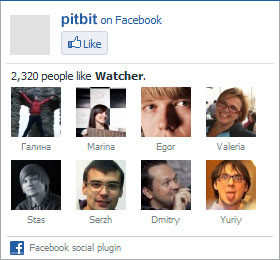 pitbit on Facebook
Like
2,320 people like Watcher.
Галина Marina Egor Valeria
Stas Serzh Dmitry Yuriy
Facebook social plugin